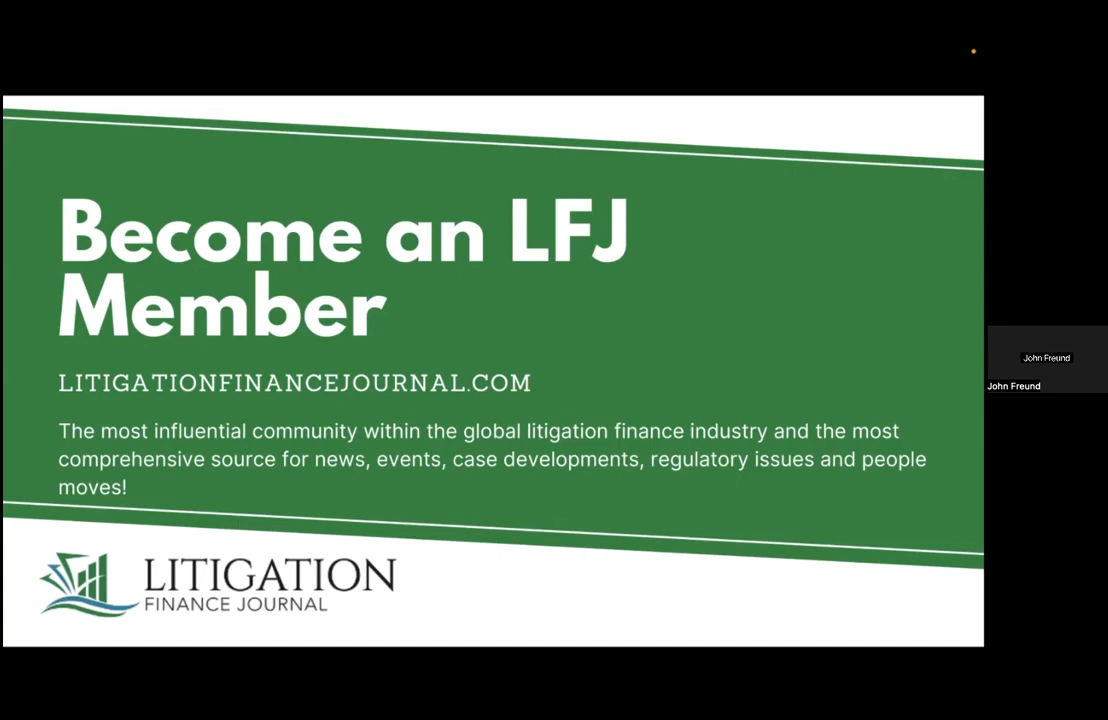 Become an LFJ
Member
LITIGATIONFINANCEJOURNAL.COM
The most influential community within the global litigation finance industry and the most
comprehensive source for news, events, case developments, regulatory issues and people
moves!
LITIGATION
FINANCE JOURNAL
John Freund
John Freund